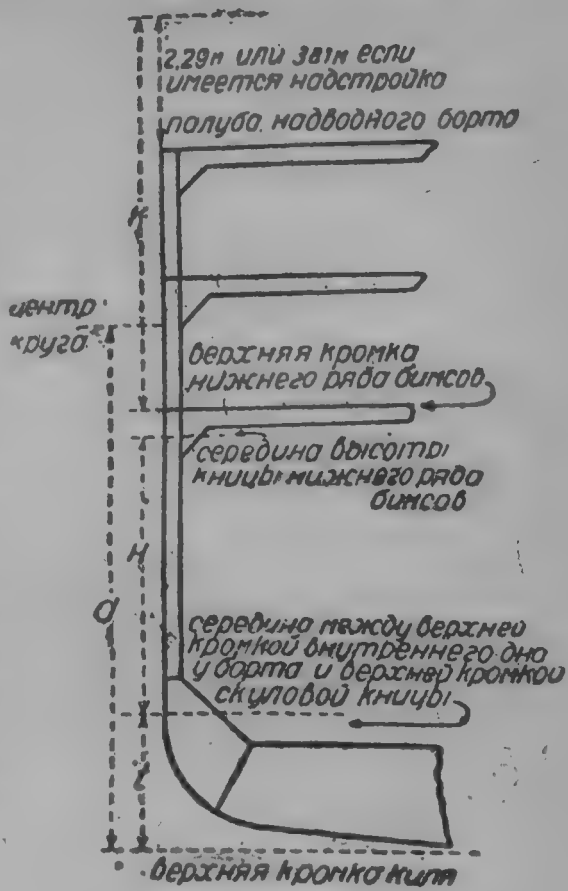 2,29м или 3,81м если
имеется надстройка
палуба надводного борта
К
центр
круга
верхняя кромка
нижнего ряда бимсов
середина высоты
кницы нижнего ряда
бимсов
Н
d
середина между верхней
кромкой внутреннего дна
у борта и верхней кромкой
скуловой кницы
верхняя кромка киля